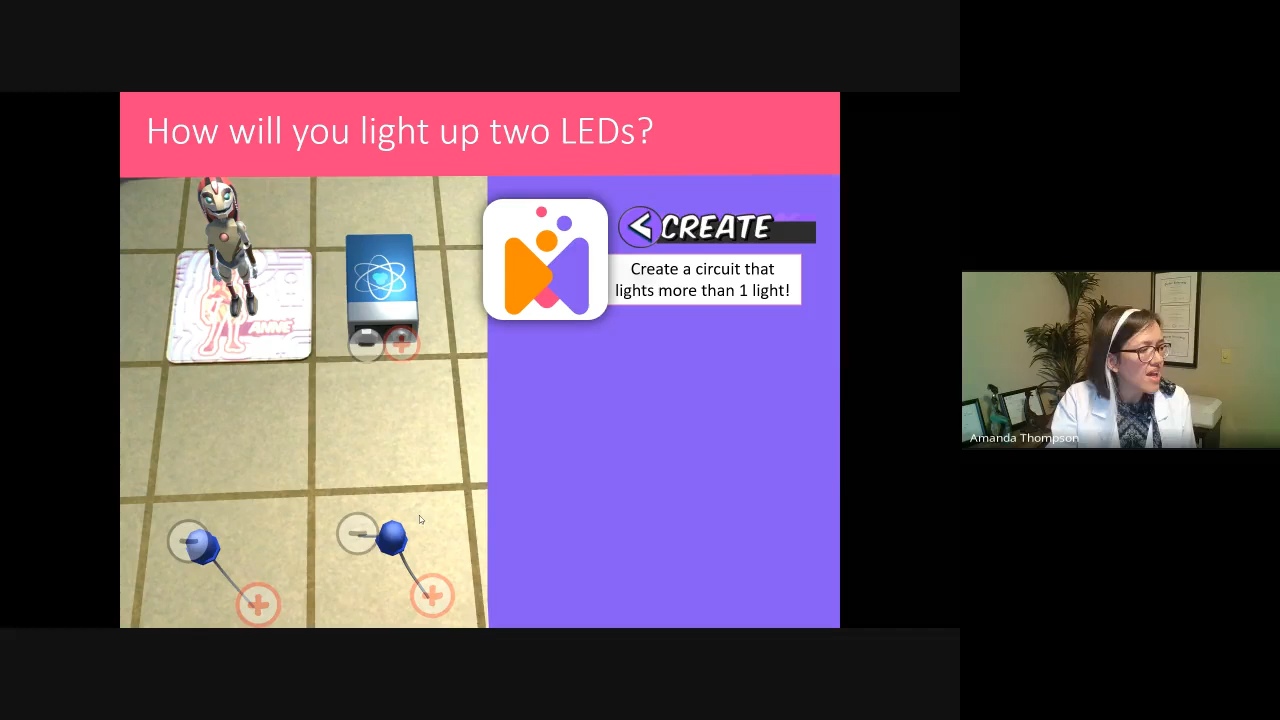 How will you light up two LEDs?
< CREATE
Create a circuit that
lights more than 1 light!
ANNE
Amanda Thompson